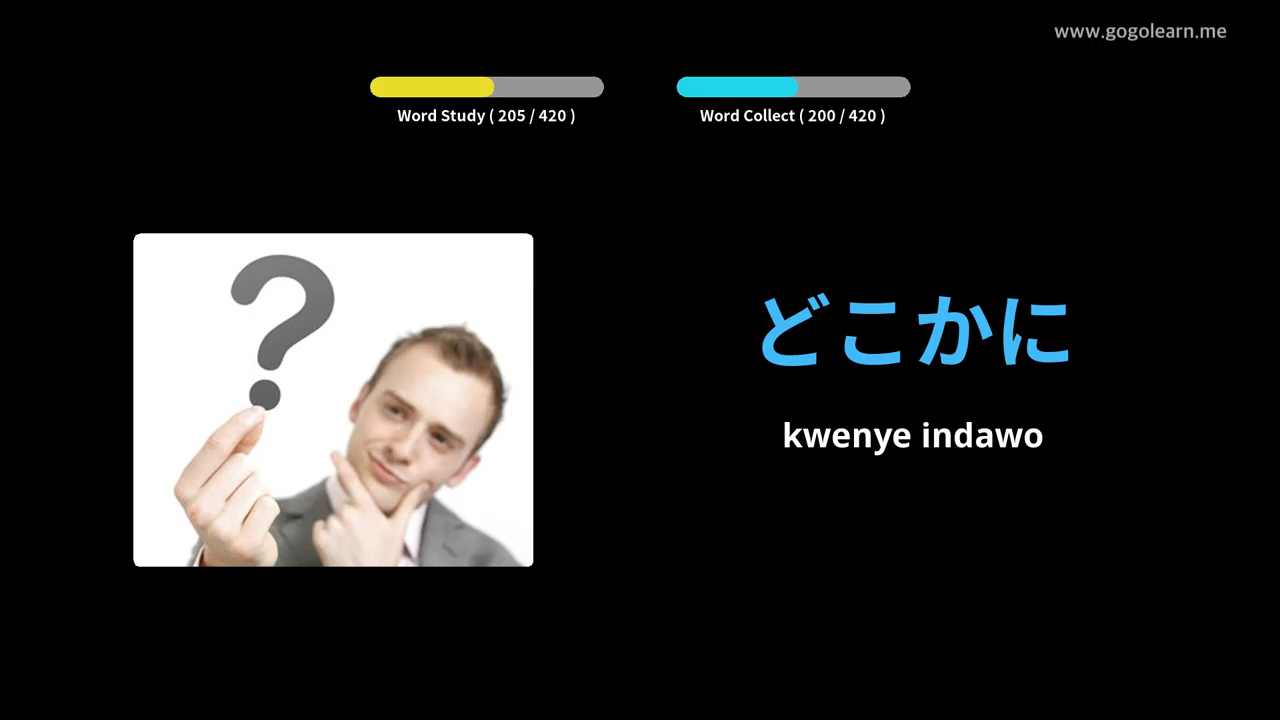 www.gogolearn.me
Word Study ( 205 / 420 )
Word Collect ( 200 / 420 )
どこかに
kwenye indawo